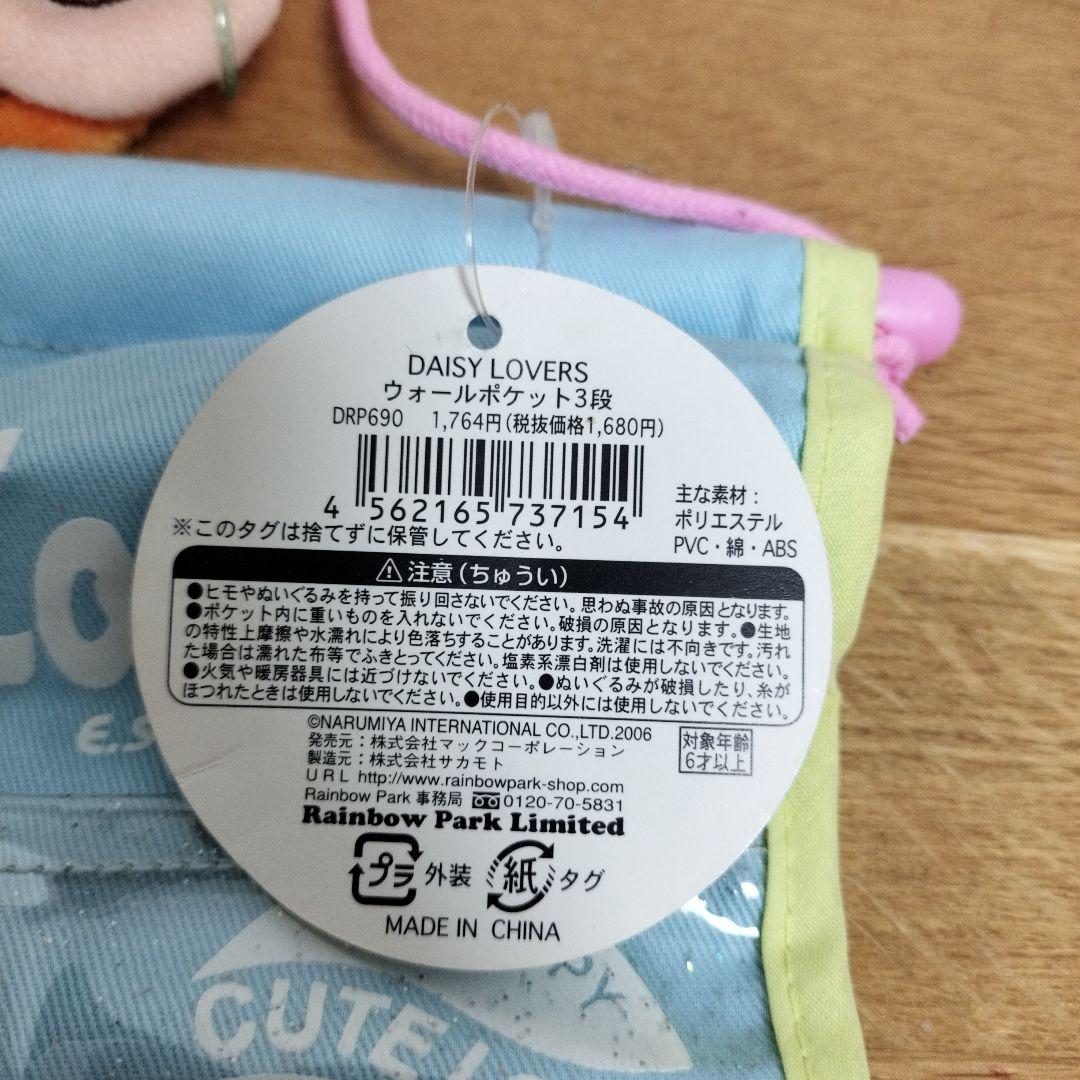 DAISY LOVERS
ウォールポケット3段
DRP690 1,764円(税抜価格1,680円)
4 562165 737154
主な素材:
ポリエステル
PVC・綿・ABS
※このタグは捨てずに保管してください。
⚠注意(ちゅうい)
●ヒモやぬいぐるみを持って振り回さないでください。思わぬ事故の原因となります。
●ポケット内に重いものを入れないでください。破損の原因となります。●生地
の特性上摩擦や水濡れにより色落ちすることがあります。洗濯には不向きです。汚れ
た場合は濡れた布等でふきとってください。塩素系漂白剤は使用しないでください。
●火気や暖房器具には近づけないでください。●ぬいぐるみが破損したり、糸が
ほつれたときは使用しないでください。●使用目的以外には使用しないでください。
©NARUMIYA INTERNATIONAL CO.,LTD.2006
発売元:株式会社マックコーポレーション
製造元:株式会社サカモト
対象年齢
6才以上
URL http://www.rainbowpark-shop.com
Rainbow Park 事務局 0120-70-5831
Rainbow Park Limited
プラ 外装 紙 タグ
MADE IN CHINA
CUTE